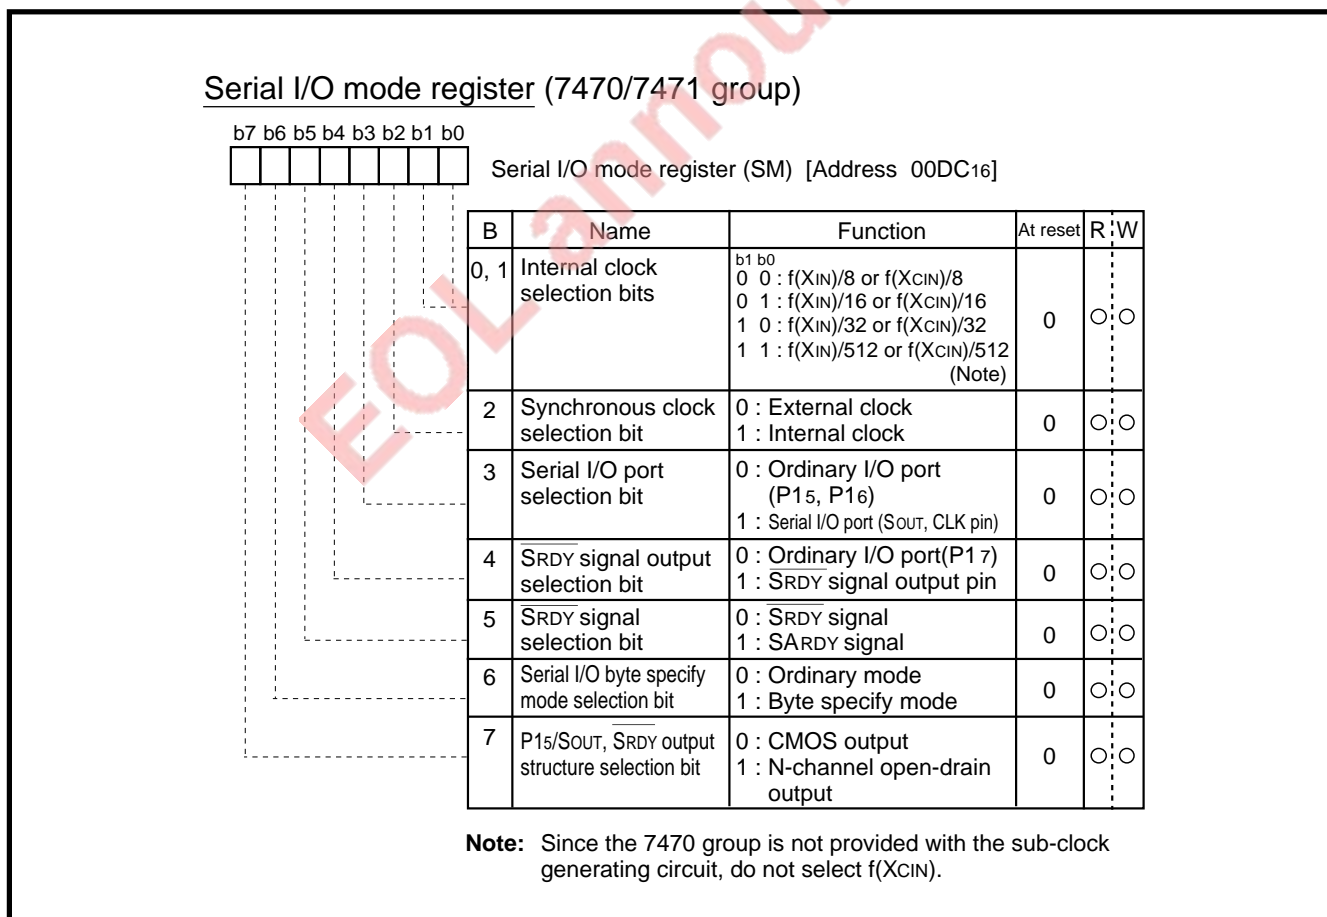 Serial I/O mode register (7470/7471 group)
b7 b6 b5 b4 b3 b2 b1 b0
Serial I/O mode register (SM) [Address 00DC16]
B Name Function At reset R W
0, 1 Internal clock selection bits
b1 b0
0 0 : f(XIN)/8 or f(XCIN)/8
0 1 : f(XIN)/16 or f(XCIN)/16
1 0 : f(XIN)/32 or f(XCIN)/32
1 1 : f(XIN)/512 or f(XCIN)/512
(Note)
0 ○ ○
2 Synchronous clock selection bit
0 : External clock
1 : Internal clock
0 ○ ○
3 Serial I/O port selection bit
0 : Ordinary I/O port
(P15, P16)
1 : Serial I/O port (SOUT, CLK pin)
0 ○ ○
4 SRDY signal output selection bit
0 : Ordinary I/O port(P17)
1 : SRDY signal output pin
0 ○ ○
5 SRDY signal selection bit
0 : SRDY signal
1 : SARDY signal
0 ○ ○
6 Serial I/O byte specify mode selection bit
0 : Ordinary mode
1 : Byte specify mode
0 ○ ○
7 P15/SOUT, SRDY output structure selection bit
0 : CMOS output
1 : N-channel open-drain
output
0 ○ ○
Note: Since the 7470 group is not provided with the sub-clock
generating circuit, do not select f(XCIN).
EOL